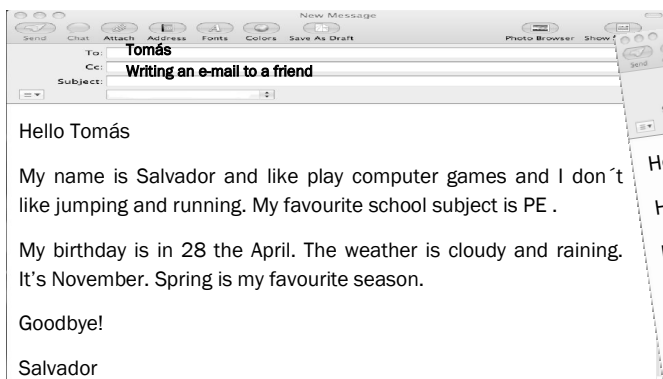 New Message
Send Chat Attach Address Fonts Colors Save As Draft Photo Browser Show
To: Tomás
Cc: Writing an e-mail to a friend
Subject:
Send
Hello Tomás
My name is Salvador and like play computer games and I don´t
like jumping and running. My favourite school subject is PE .
My birthday is in 28 the April. The weather is cloudy and raining.
It’s November. Spring is my favourite season.
Goodbye!
Salvador